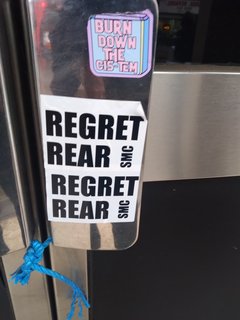 BURN
DOWN
THE
CIS-TEM
REGRET
REAR SMC
REGRET
REAR SMC